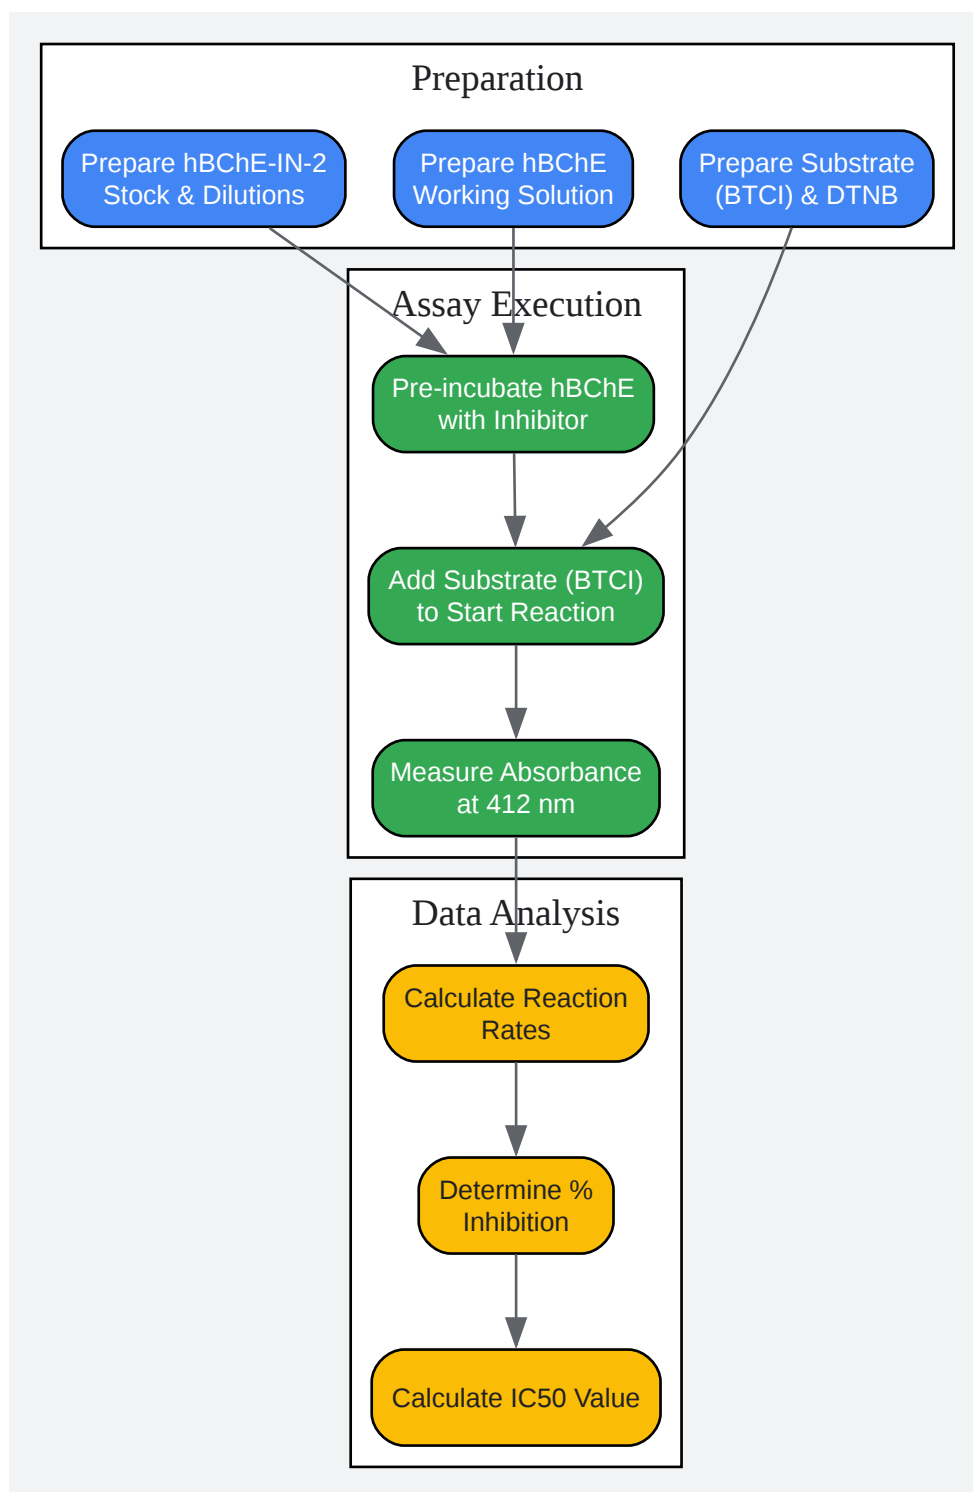 Preparation
Prepare hBChE-IN-2
Stock & Dilutions
Prepare hBChE
Working Solution
Prepare Substrate
(BTCI) & DTNB
Assay Execution
Pre-incubate hBChE
with Inhibitor
Add Substrate (BTCI)
to Start Reaction
Measure Absorbance
at 412 nm
Data Analysis
Calculate Reaction
Rates
Determine %
Inhibition
Calculate IC50 Value